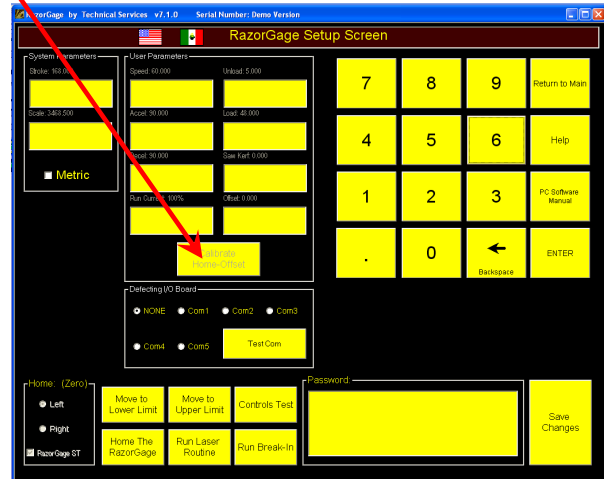 RazorGage by Technical Services v7.1.0 Serial Number: Demo Version
RazorGage Setup Screen
System Parameters
Stroke: 168.000
Scale: 3468.500
Metric
User Parameters
Speed: 60.000
Unload: 5.000
Accel: 90.000
Load: 48.000
Decel: 90.000
Saw Kerf: 0.000
Run Current: 100%
Offset: 0.000
Calibrate
Home-Offset
7
8
9
Return to Main
4
5
6
Help
1
2
3
PC Software
Manual
.
0
Backspace
ENTER
Defecting I/O Board
NONE
Com1
Com2
Com3
Com4
Com5
Test Com
Home: (Zero)
Left
Right
RazorGage ST
Move to
Lower Limit
Move to
Upper Limit
Controls Test
Home The
RazorGage
Run Laser
Routine
Run Break-In
Password:
Save
Changes